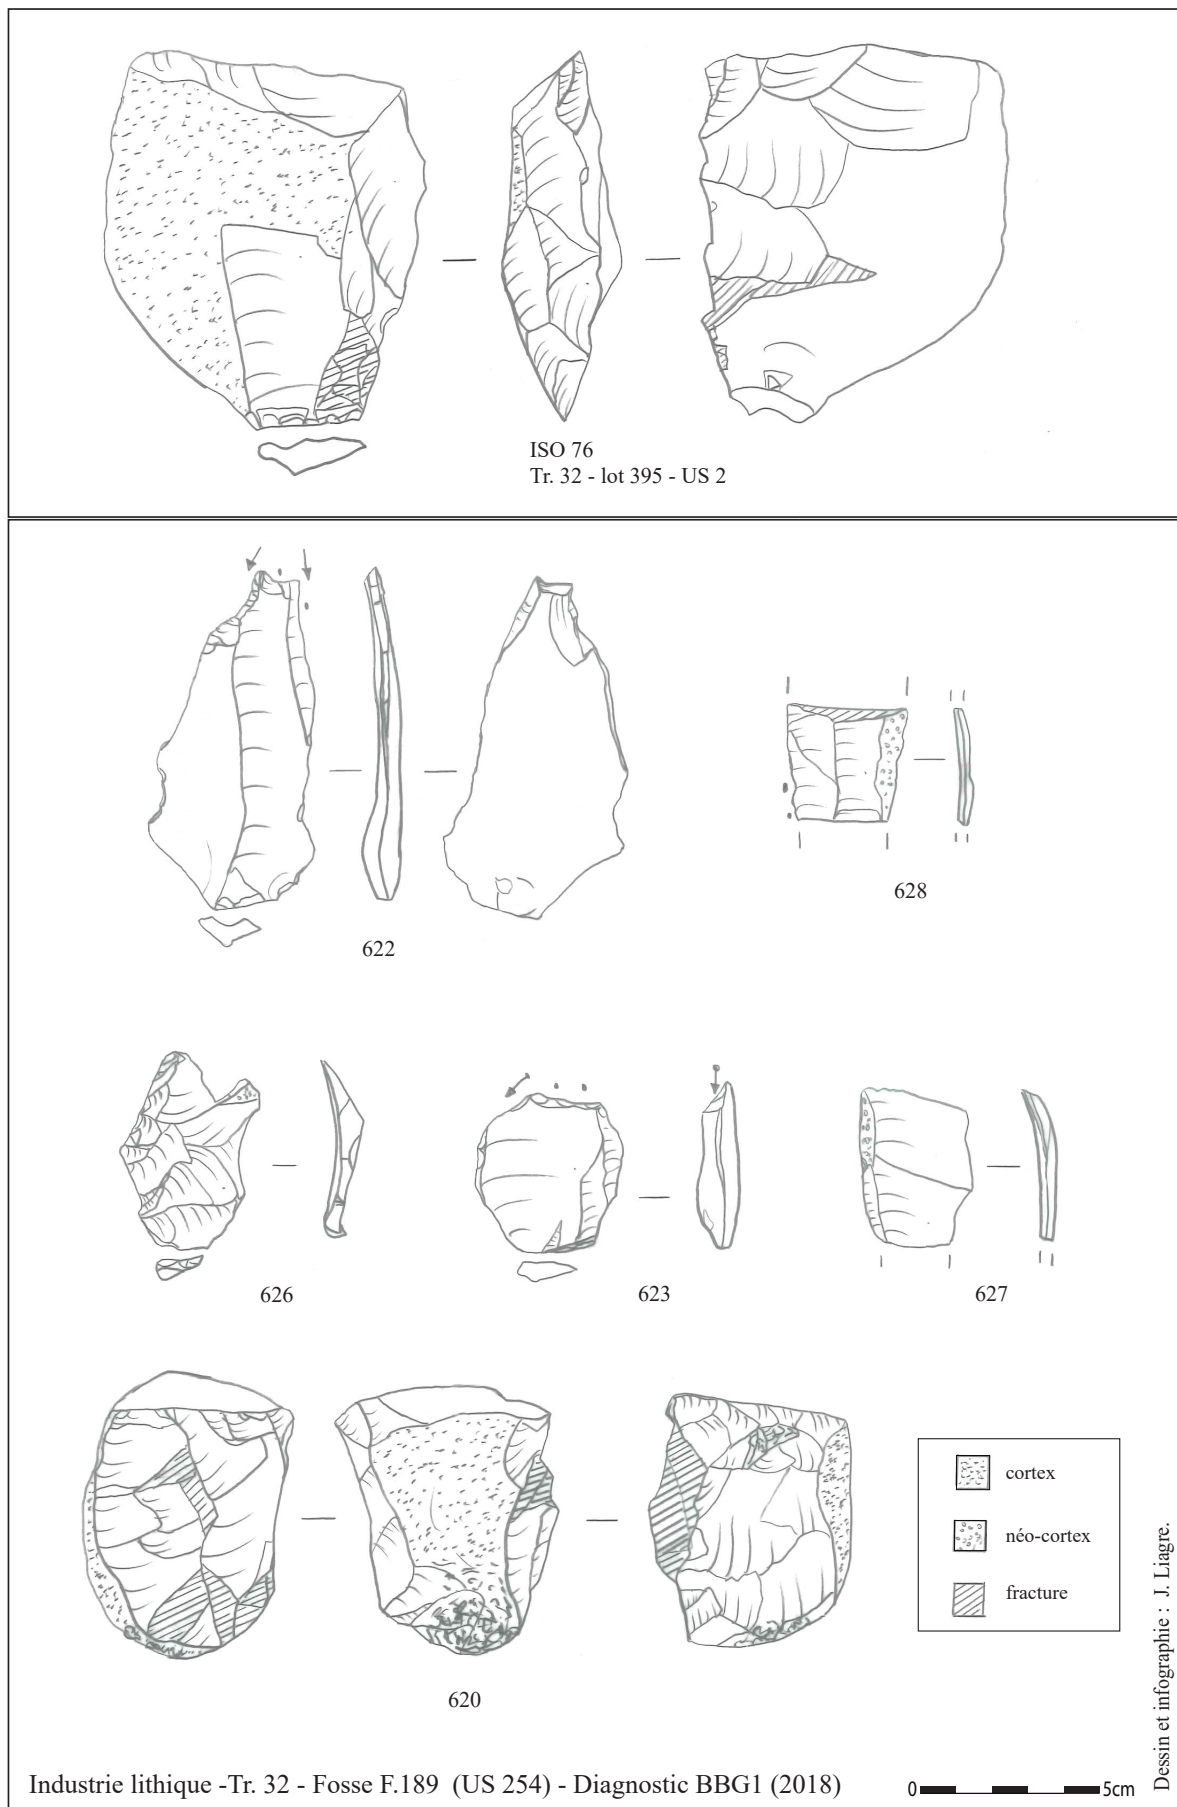 ISO 76
Tr. 32 - lot 395 - US 2
622
628
626
623
627
620
cortex
néo-cortex
fracture
Dessin et infographie : J. Liagre.
Industrie lithique -Tr. 32 - Fosse F.189 (US 254) - Diagnostic BBG1 (2018)
0 5cm